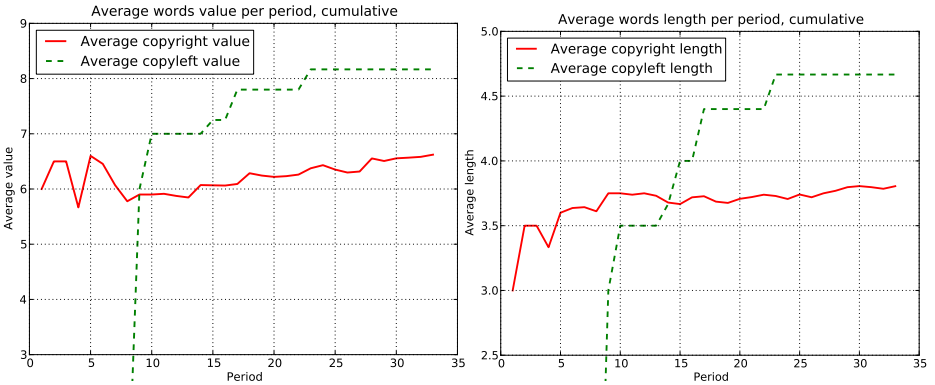 Average words value per period, cumulative
Average copyright value
Average copyleft value
Average value
9
8
7
6
5
4
3
0 5 10 15 20 25 30 35
Period
Average words length per period, cumulative
Average copyright length
Average copyleft length
Average length
5.0
4.5
4.0
3.5
3.0
2.5
0 5 10 15 20 25 30 35
Period